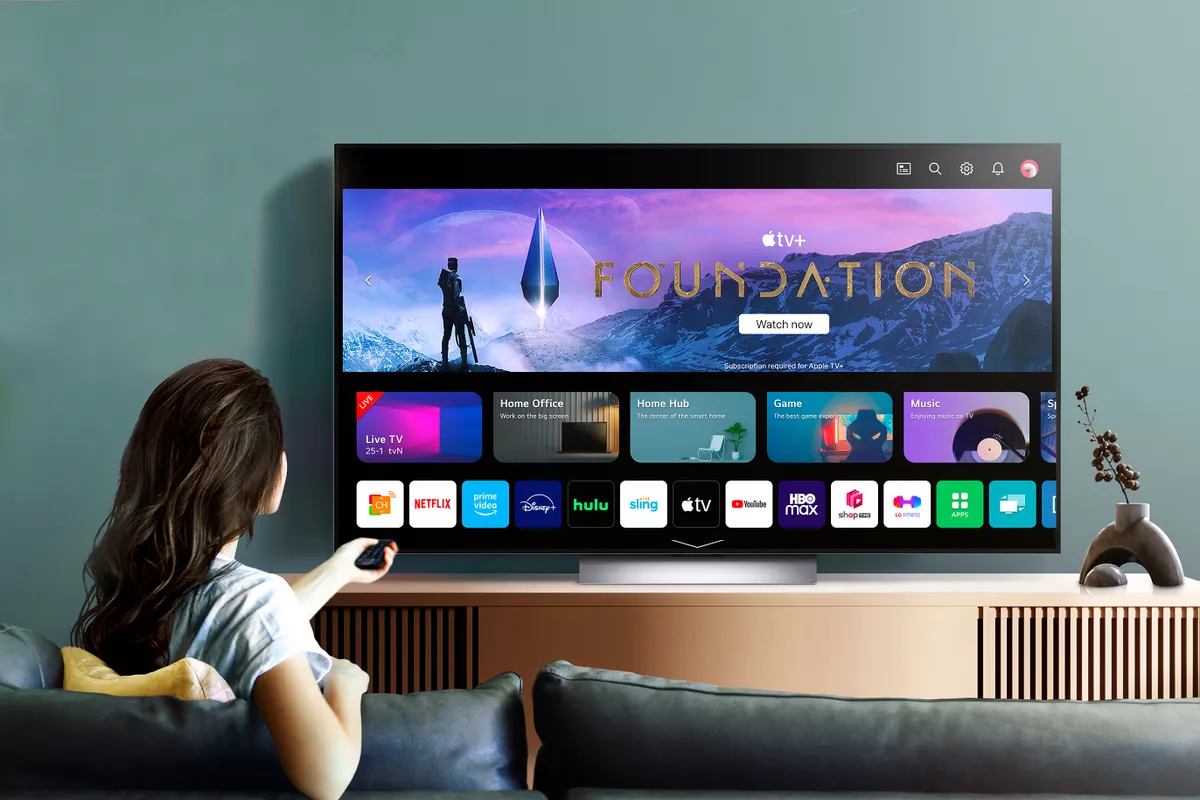 tv+
FOUNDATION
Watch now
Subscription required for Apple TV+
LIVE
Live TV
25-1 tvN
Home Office
Work on the big screen
Home Hub
The center of the smart home
Game
The best game experience
Music
Enjoying music on TV
Sp
CH
NETFLIX
prime video
Disney+
hulu
sling
tv
YouTube
HBO max
shop
LG FITNESS
APPS